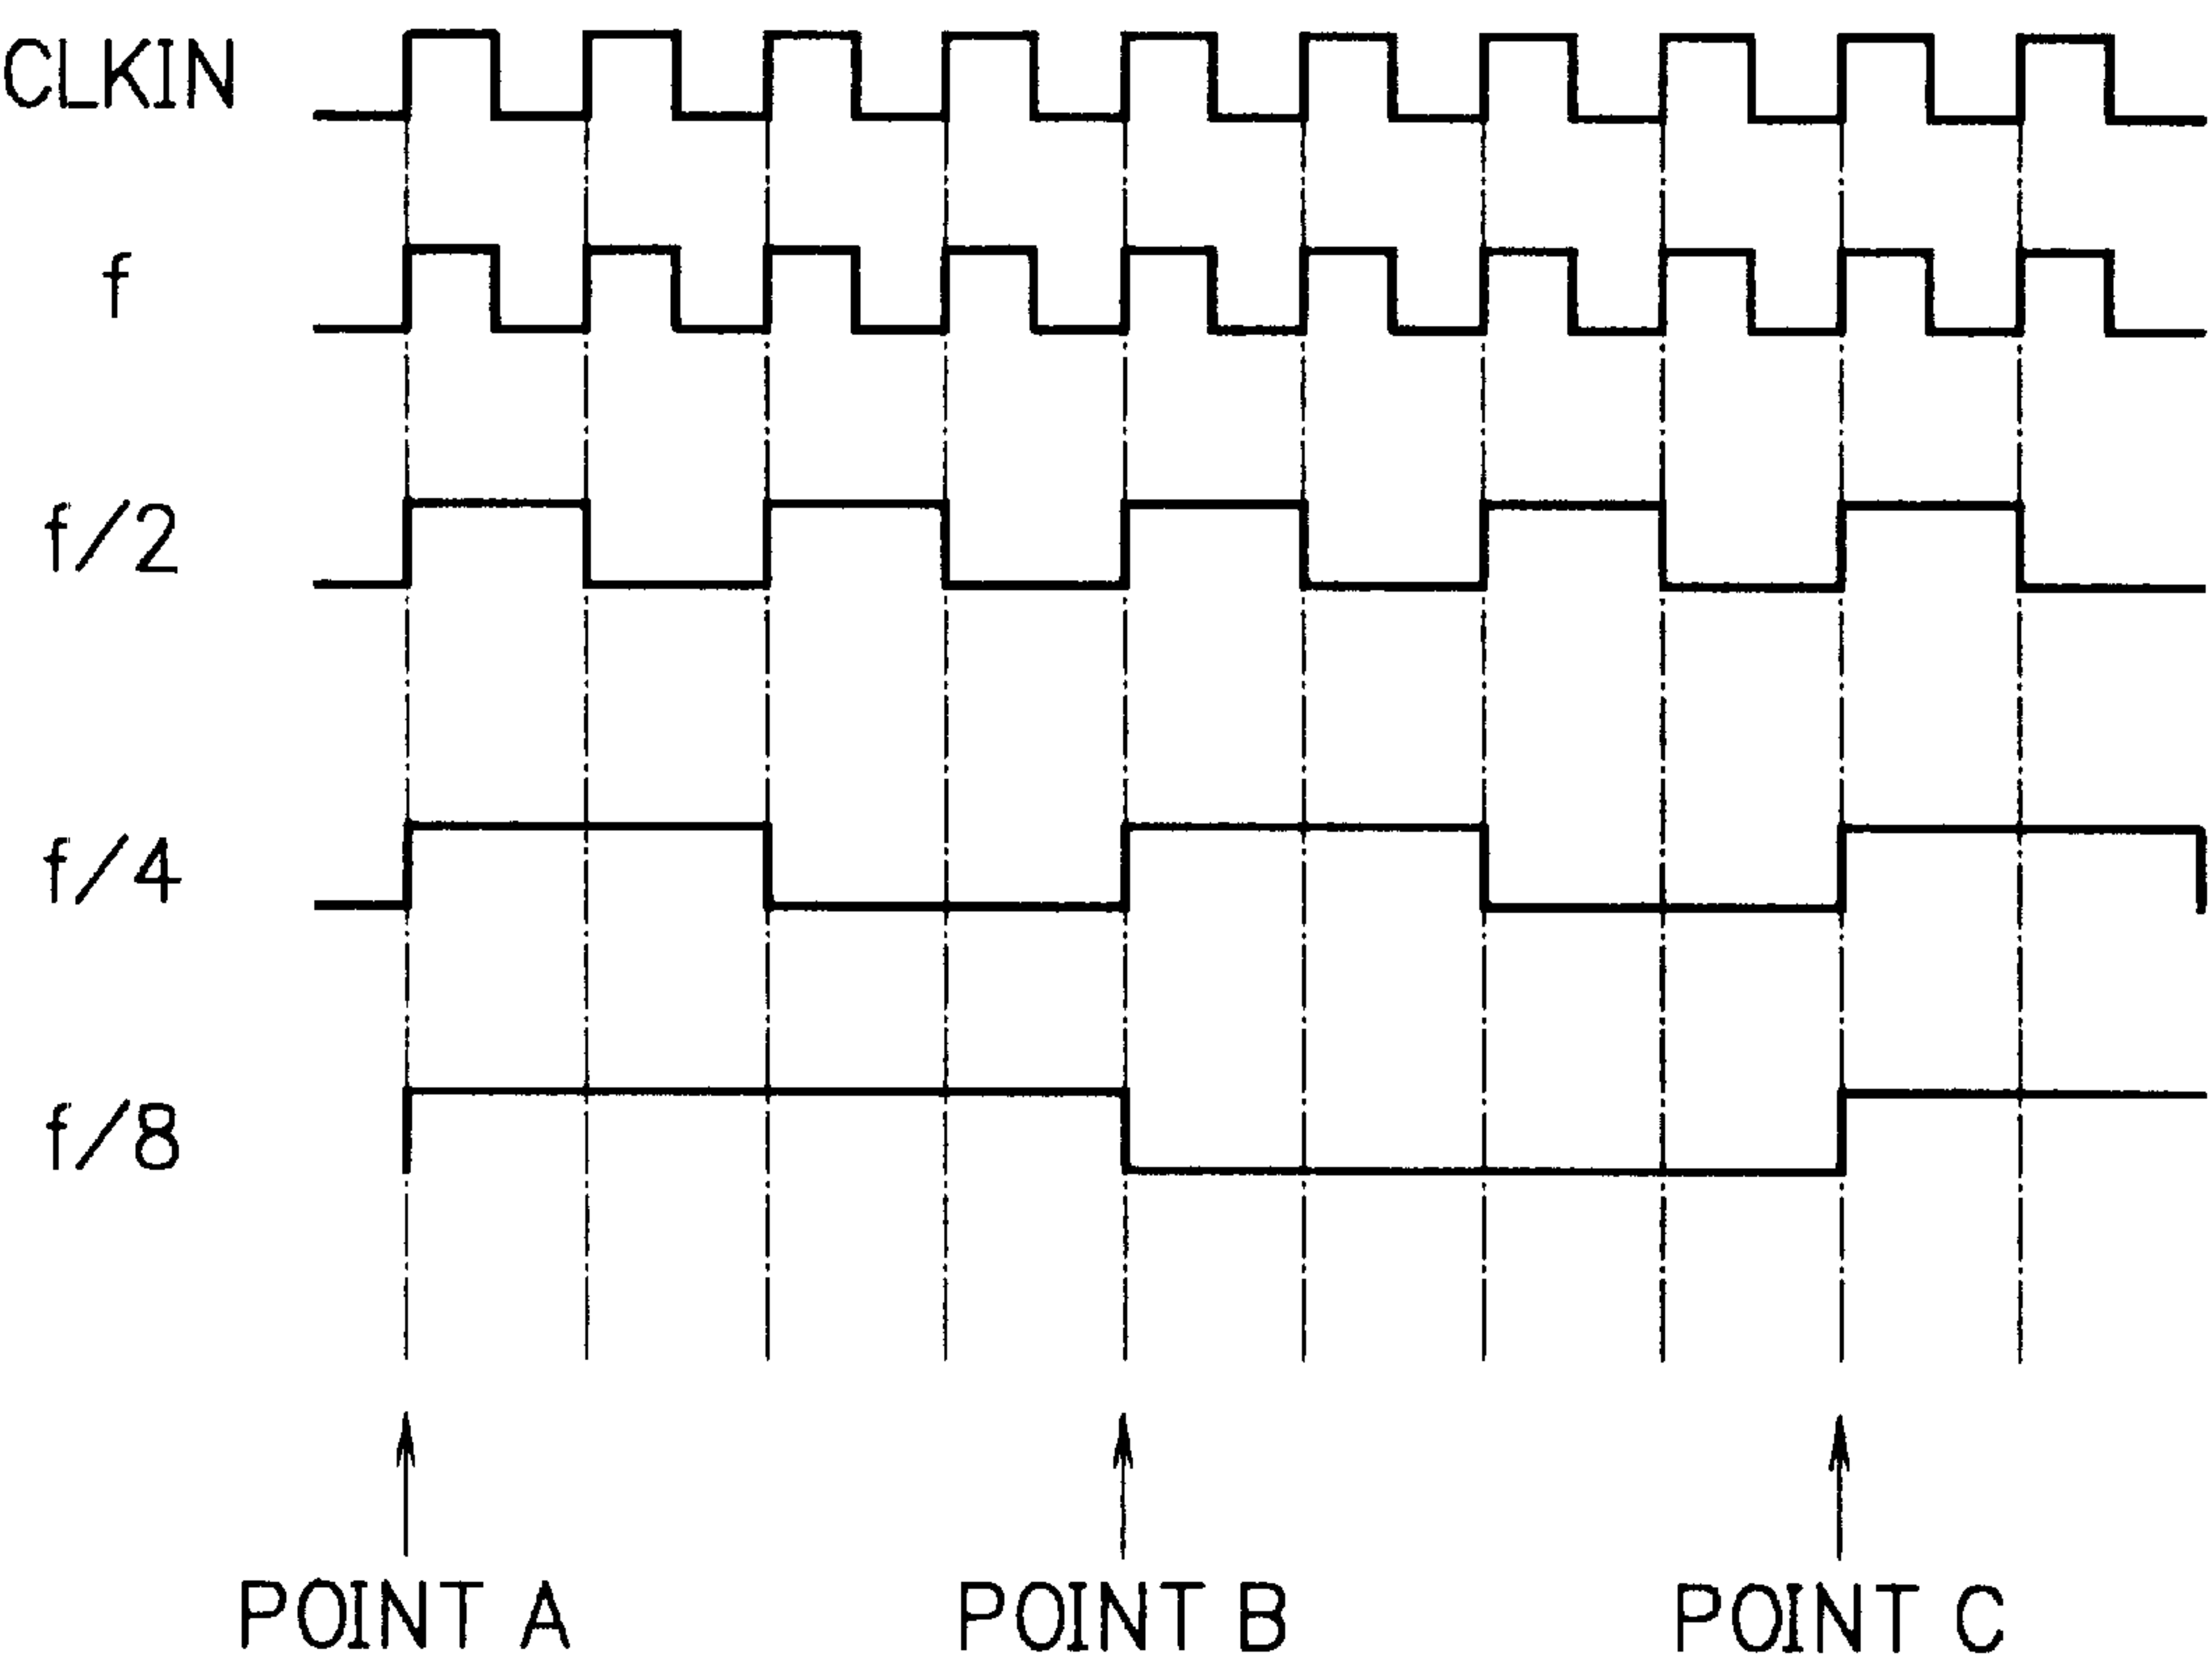 CLKIN
f
f/2
f/4
f/8
POINT A POINT B POINT C